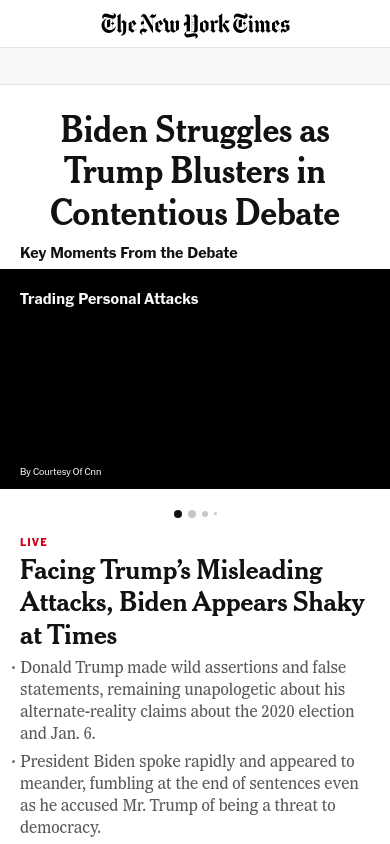 The New York Times
Biden Struggles as
Trump Blusters in
Contentious Debate
Key Moments From the Debate
Trading Personal Attacks
By Courtesy Of Cnn
LIVE
Facing Trump’s Misleading
Attacks, Biden Appears Shaky
at Times
· Donald Trump made wild assertions and false
statements, remaining unapologetic about his
alternate-reality claims about the 2020 election
and Jan. 6.
· President Biden spoke rapidly and appeared to
meander, fumbling at the end of sentences even
as he accused Mr. Trump of being a threat to
democracy.